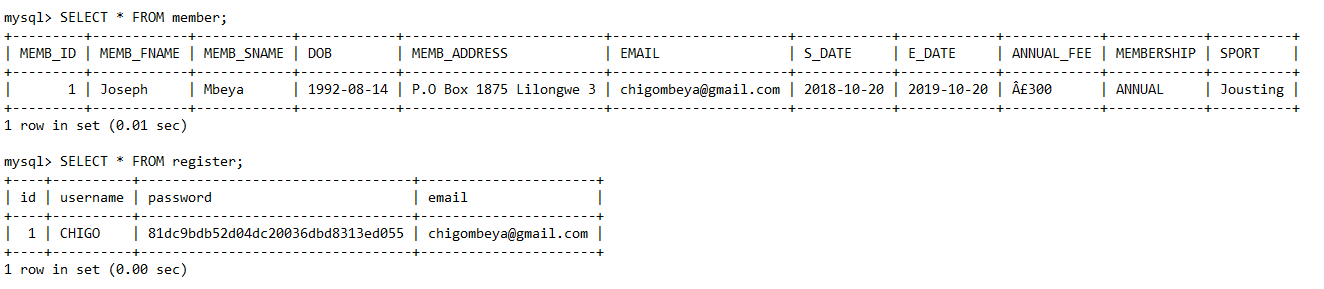 mysql> SELECT * FROM member;
+---------+------------+------------+------------+-------------------------+---------------------+------------+------------+------------+------------+----------+
| MEMB_ID | MEMB_FNAME | MEMB_SNAME | DOB        | MEMB_ADDRESS            | EMAIL               | S_DATE     | E_DATE     | ANNUAL_FEE | MEMBERSHIP | SPORT    |
+---------+------------+------------+------------+-------------------------+---------------------+------------+------------+------------+------------+----------+
|       1 | Joseph     | Mbeya      | 1992-08-14 | P.O Box 1875 Lilongwe 3 | chigombeya@gmail.com | 2018-10-20 | 2019-10-20 | Â£300      | ANNUAL     | Jousting |
+---------+------------+------------+------------+-------------------------+---------------------+------------+------------+------------+------------+----------+
1 row in set (0.01 sec)
mysql> SELECT * FROM register;
+----+----------+----------------------------------+----------------------+
| id | username | password                         | email                |
+----+----------+----------------------------------+----------------------+
|  1 | CHIGO    | 81dc9bdb52d04dc20036dbd8313ed055 | chigombeya@gmail.com |
+----+----------+----------------------------------+----------------------+
1 row in set (0.00 sec)